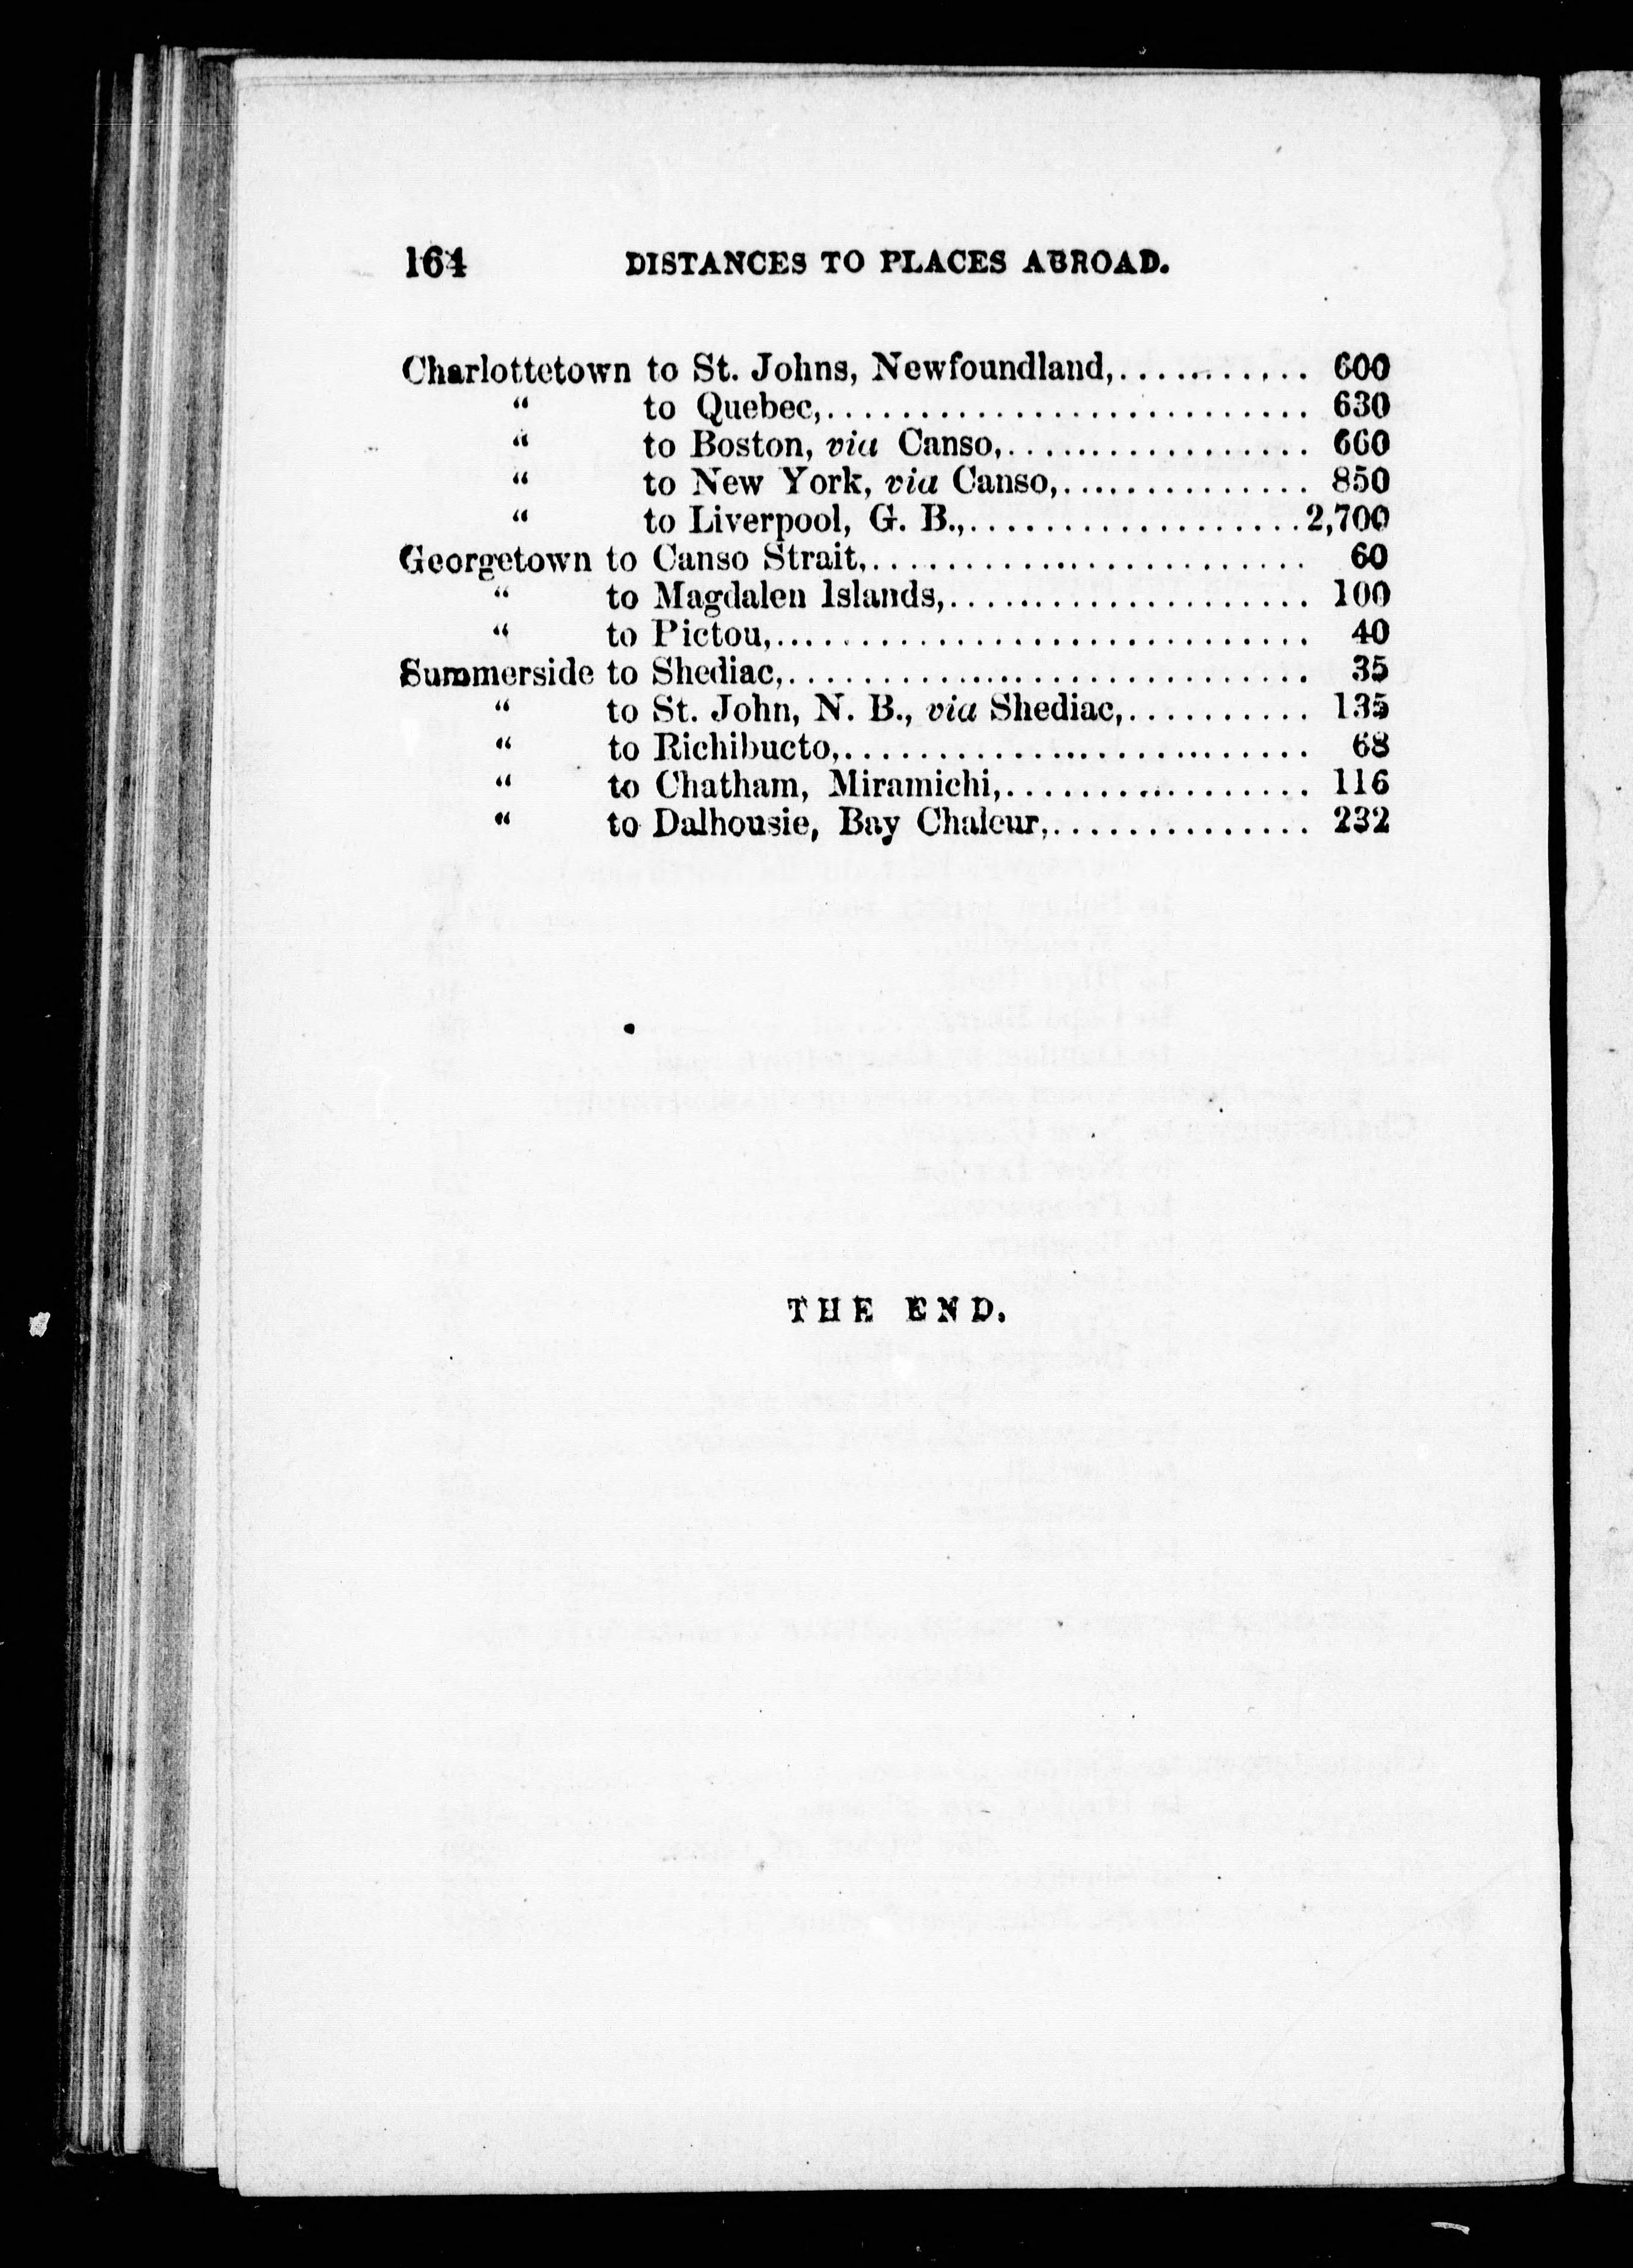 164 DISTANCES TO PLACES ABROAD.
Charlottetown to St. Johns, Newfoundland,........... 600
“ to Quebec,.......................... 630
“ to Boston, via Canso,................ 660
“ to New York, via Canso,.............. 850
“ to Liverpool, G. B.,..................2,700
Georgetown to Canso Strait,....................... 60
“ to Magdalen Islands,................... 100
“ to Pictou,............................ 40
Summerside to Shediac,............................ 35
“ to St. John, N. B., via Shediac,.......... 135
“ to Richibucto,......................... 68
“ to Chatham, Miramichi,................ 116
“ to Dalhousie, Bay Chaleur,.............. 232
THE END.